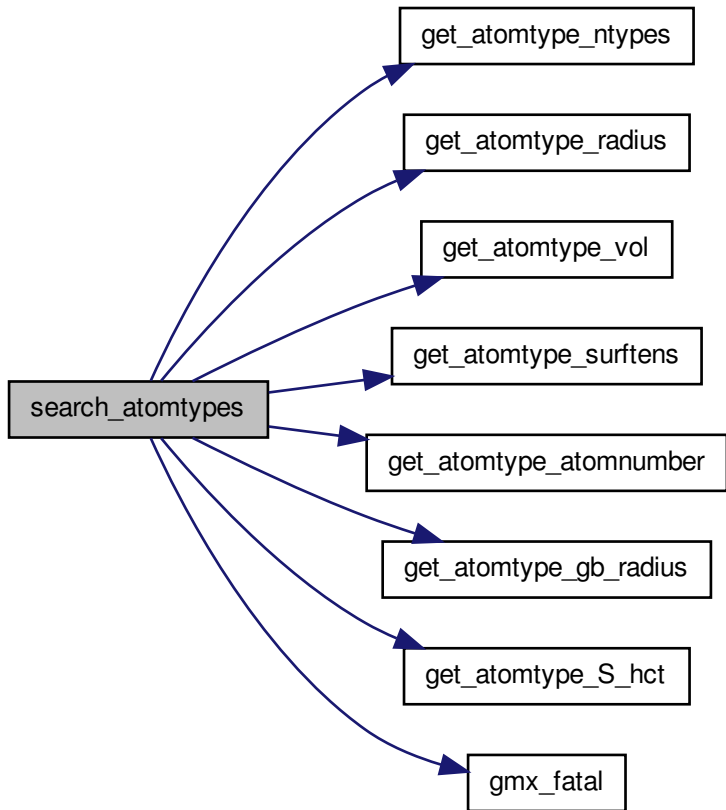 get_atomtype_ntypes
get_atomtype_radius
get_atomtype_vol
get_atomtype_surftens
search_atomtypes
get_atomtype_atomnumber
get_atomtype_gb_radius
get_atomtype_S_hct
gmx_fatal